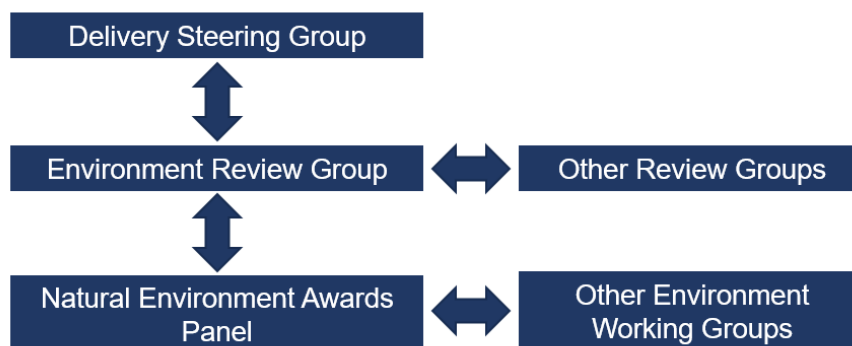 Delivery Steering Group
Environment Review Group
Other Review Groups
Natural Environment Awards
Panel
Other Environment
Working Groups